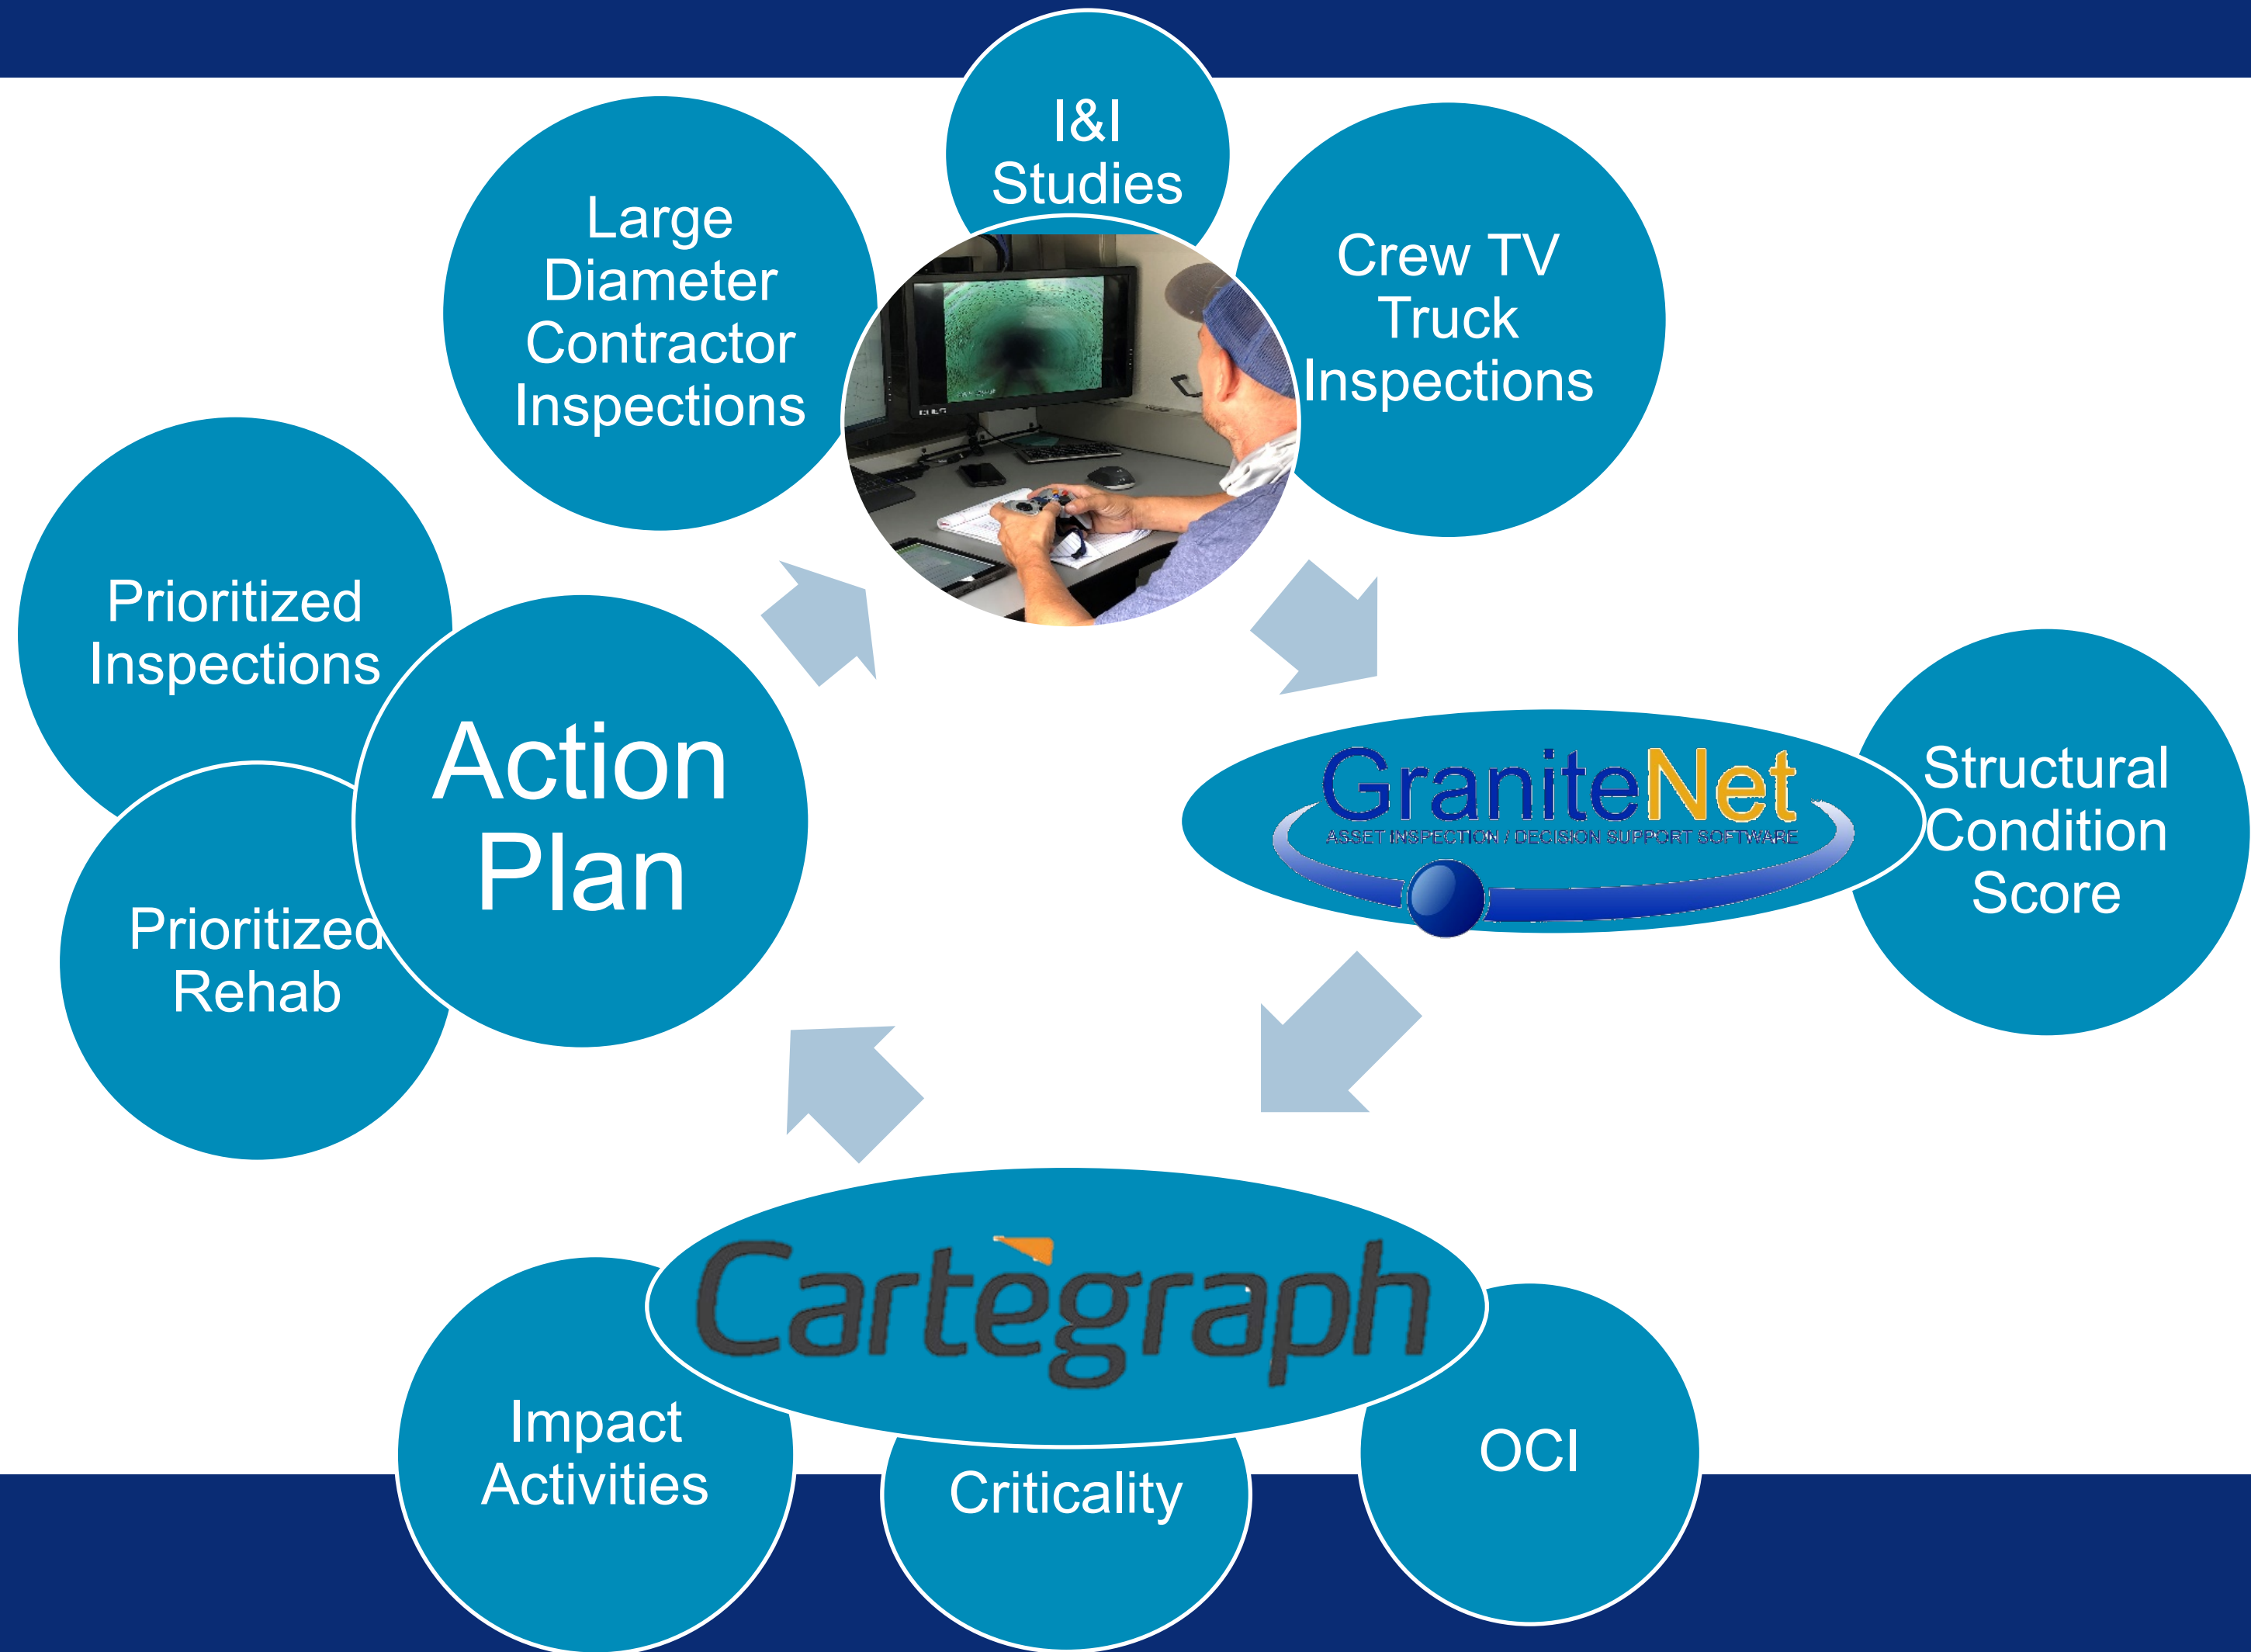 I&I
Studies
Large
Diameter
Contractor
Inspections
Crew TV
Truck
Inspections
Prioritized
Inspections
Action
Plan
Prioritized
Rehab
GraniteNet
ASSET INSPECTION / DECISION SUPPORT SOFTWARE
Structural
Condition
Score
Cartegraph
Impact
Activities
Criticality
OCI